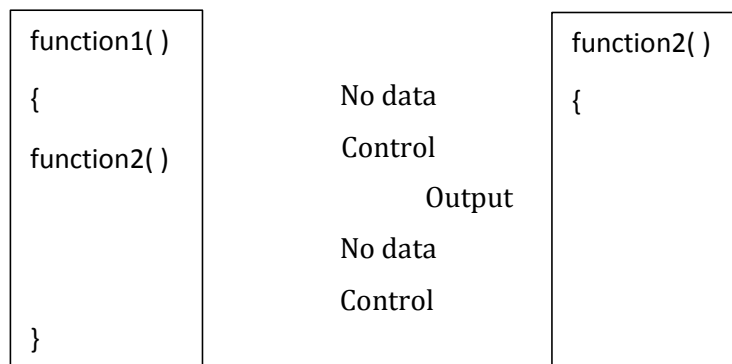 function1( )
{
function2( )
}
No data
Control
Output
No data
Control
function2( )
{